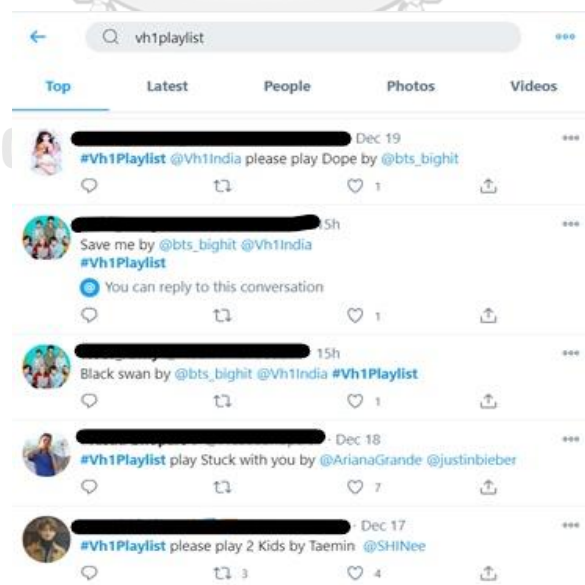 vh1playlist
Top Latest People Photos Videos
Dec 19
#Vh1Playlist @Vh1India please play Dope by @bts_bighit
1
15h
Save me by @bts_bighit @Vh1India
#Vh1Playlist
You can reply to this conversation
1
15h
Black swan by @bts_bighit @Vh1India #Vh1Playlist
1
· Dec 18
#Vh1Playlist play Stuck with you by @ArianaGrande @justinbieber
7
· Dec 17
#Vh1Playlist please play 2 Kids by Taemin @SHINee
3 4